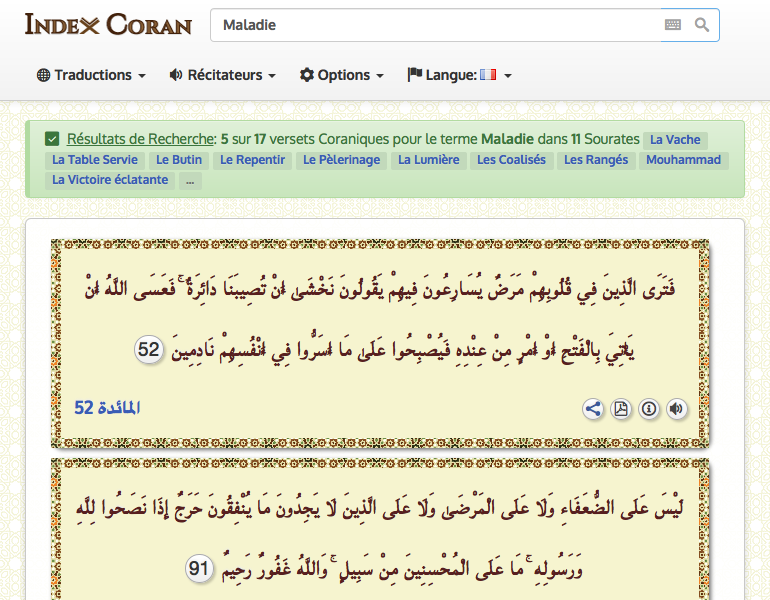 INDEX CORAN
Maladie
Traductions Récitateurs Options Langue:
Résultats de Recherche: 5 sur 17 versets Coraniques pour le terme Maladie dans 11 Sourates La Vache
La Table Servie Le Butin Le Repentir Le Pèlerinage La Lumière Les Coalisés Les Rangés Mouhammad
La Victoire éclatante ...
فَتَرَى الَّذِينَ فِي قُلُوبِهِمْ مَرَضٌ يُسَارِعُونَ فِيهِمْ يَقُولُونَ نَخْشَىٰ أَنْ تُصِيبَنَا دَائِرَةٌ ۚ فَعَسَى اللَّهُ أَنْ
يَأْتِيَ بِالْفَتْحِ أَوْ أَمْرٍ مِنْ عِنْدِهِ فَيُصْبِحُوا عَلَىٰ مَا أَسَرُّوا فِي أَنْفُسِهِمْ نَادِمِينَ 52
المائدة 52
لَيْسَ عَلَى الضُّعَفَاءِ وَلَا عَلَى الْمَرْضَىٰ وَلَا عَلَى الَّذِينَ لَا يَجِدُونَ مَا يُنْفِقُونَ حَرَجٌ إِذَا نَصَحُوا لِلَّهِ
وَرَسُولِهِ ۚ مَا عَلَى الْمُحْسِنِينَ مِنْ سَبِيلٍ ۚ وَاللَّهُ غَفُورٌ رَحِيمٌ 91